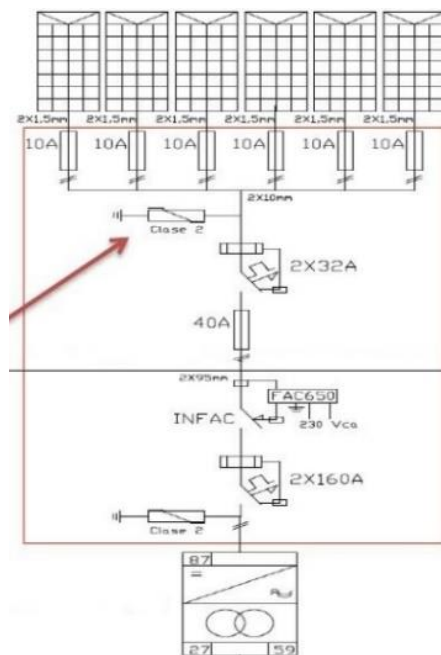 2X1,5mm 2X1,5mm 2X1,5mm 2X1,5mm 2X1,5mm 2X1,5mm
10A 10A 10A 10A 10A 10A
2X10mm
Clase 2
2X32A
40A
2X95mm
FAC650
INFAC
230 Vca
2X160A
Clase 2
87
27 59